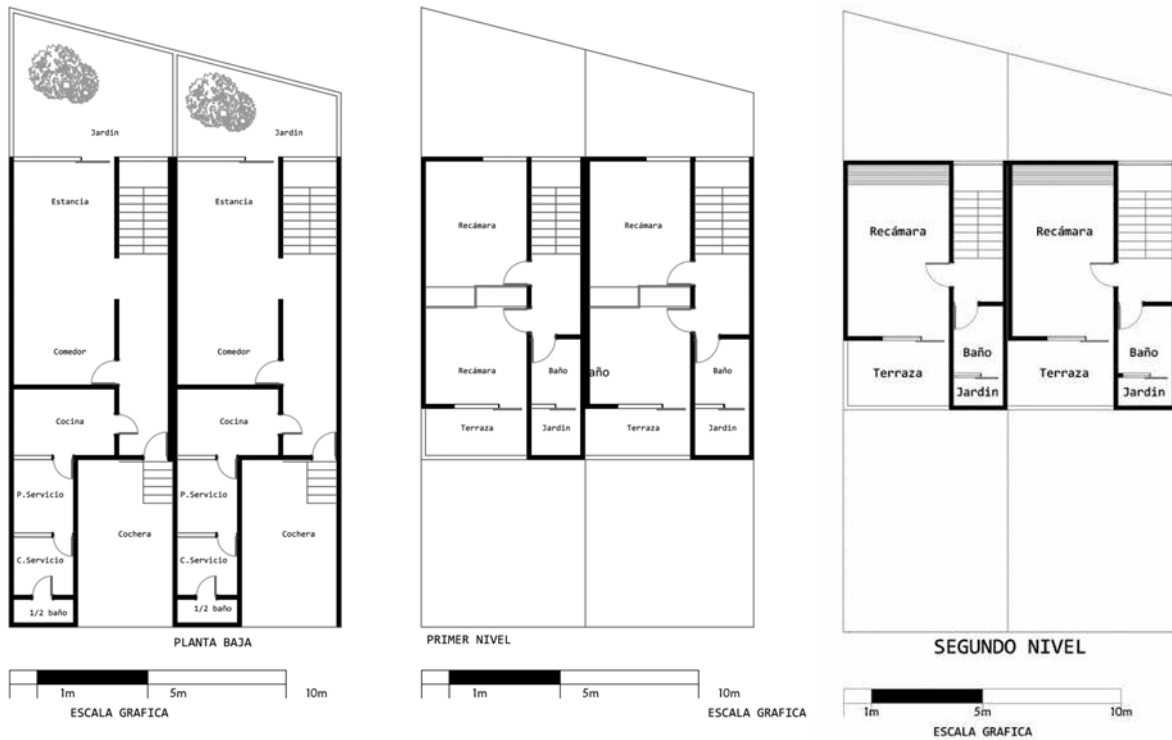 Jardin
Jardin
Estancia
Estancia
Comedor
Comedor
Cocina
Cocina
P.Servicio
P.Servicio
Cochera
Cochera
C.Servicio
C.Servicio
1/2 baño
1/2 baño
PLANTA BAJA
1m 5m 10m
ESCALA GRAFICA
Recámara
Recámara
Recámara
Baño
año
Baño
Terraza
Jardin
Terraza
Jardin
PRIMER NIVEL
1m 5m 10m
ESCALA GRAFICA
Recámara
Recámara
Baño
Baño
Terraza
Terraza
Jardin
Jardin
SEGUNDO NIVEL
1m 5m 10m
ESCALA GRAFICA